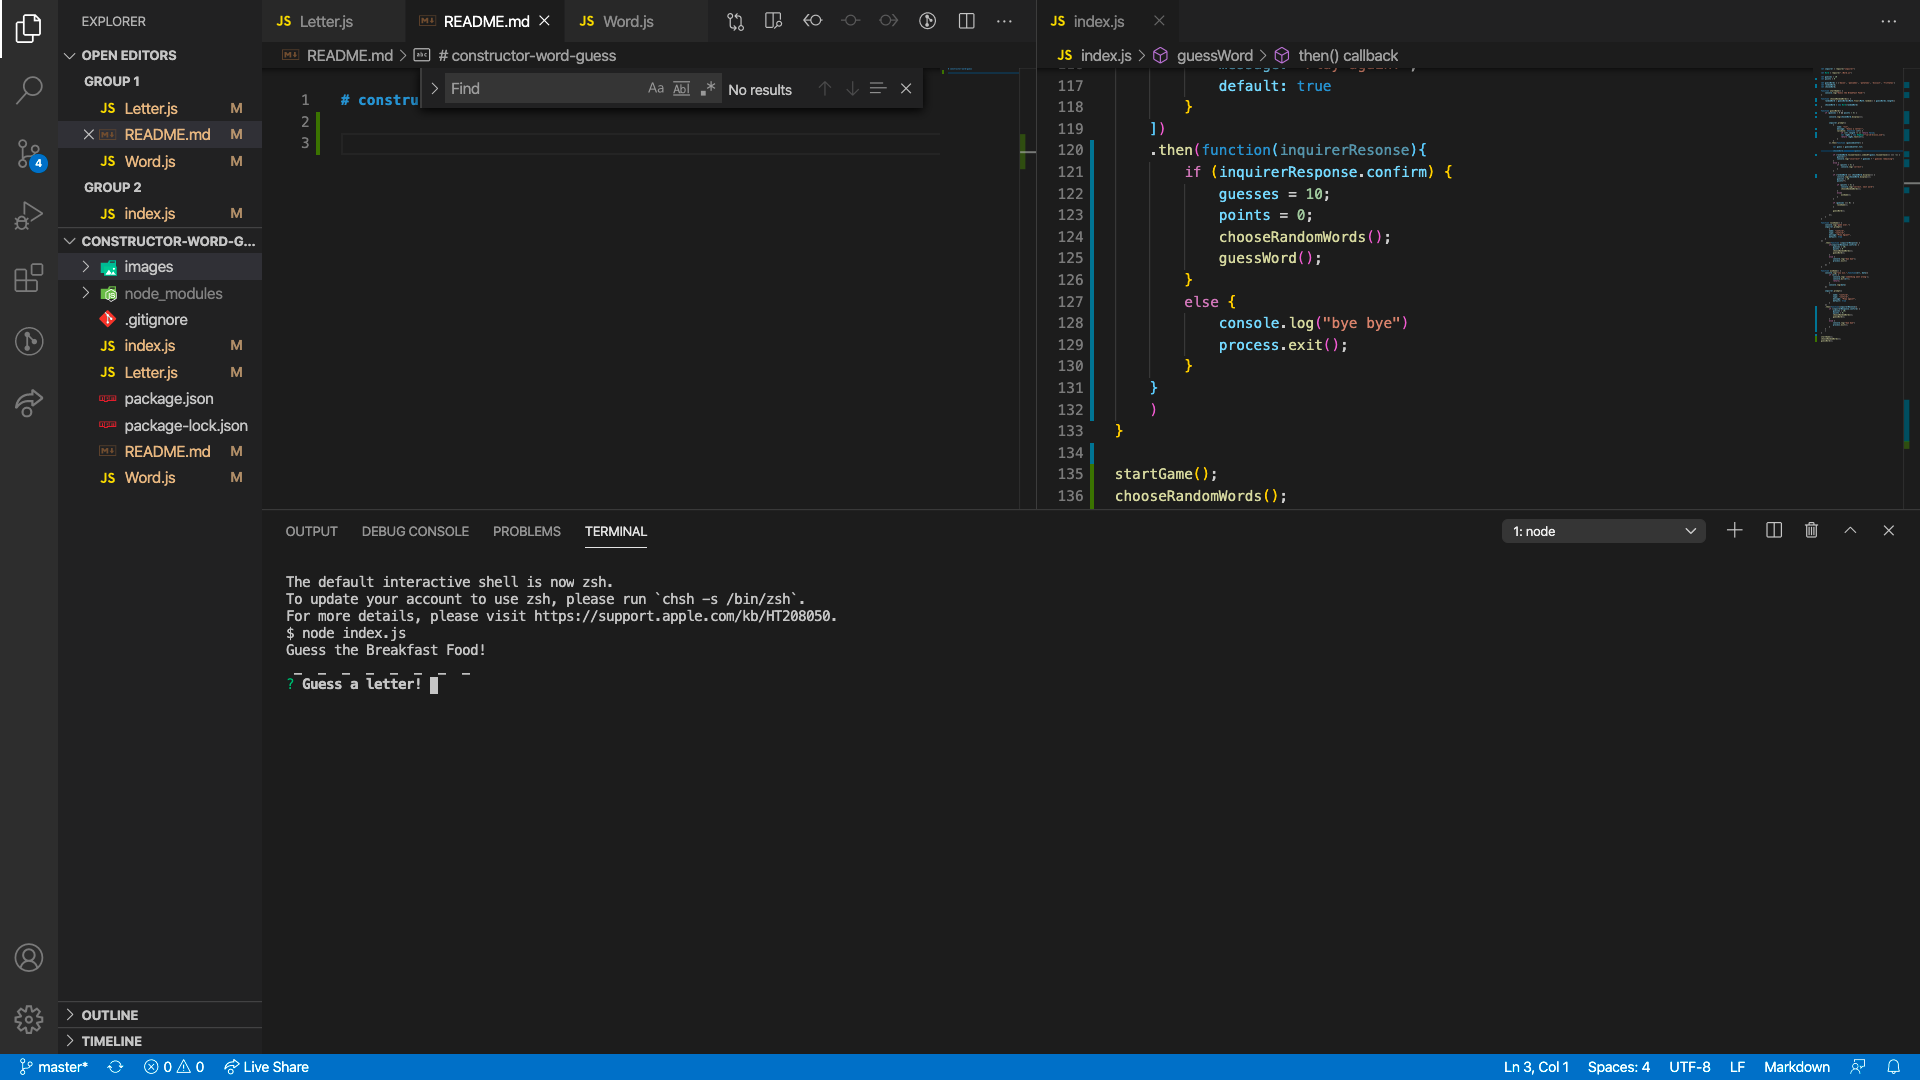 EXPLORER
OPEN EDITORS
GROUP 1
JS Letter.js M
README.md M
JS Word.js M
GROUP 2
JS index.js M
CONSTRUCTOR-WORD-G...
images
node_modules
.gitignore
JS index.js M
JS Letter.js M
package.json
package-lock.json
README.md M
JS Word.js M
OUTLINE
TIMELINE
4
JS Letter.js
README.md
JS Word.js
README.md > # constructor-word-guess
Find Aa Abl .* No results
1 # constru
2
3
JS index.js
JS index.js > guessWord > then() callback
117 default: true
118 }
119 ])
120 .then(function(inquirerResonse){
121 if (inquirerResponse.confirm) {
122 guesses = 10;
123 points = 0;
124 chooseRandomWords();
125 guessWord();
126 }
127 else {
128 console.log("bye bye")
129 process.exit();
130 }
131 }
132 )
133 }
134
135 startGame();
136 chooseRandomWords();
OUTPUT DEBUG CONSOLE PROBLEMS TERMINAL
1: node
The default interactive shell is now zsh.
To update your account to use zsh, please run `chsh -s /bin/zsh`.
For more details, please visit https://support.apple.com/kb/HT208050.
$ node index.js
Guess the Breakfast Food!
_ _ _ _ _ _ _ _
? Guess a letter!
master* 0 0 Live Share
Ln 3, Col 1 Spaces: 4 UTF-8 LF Markdown